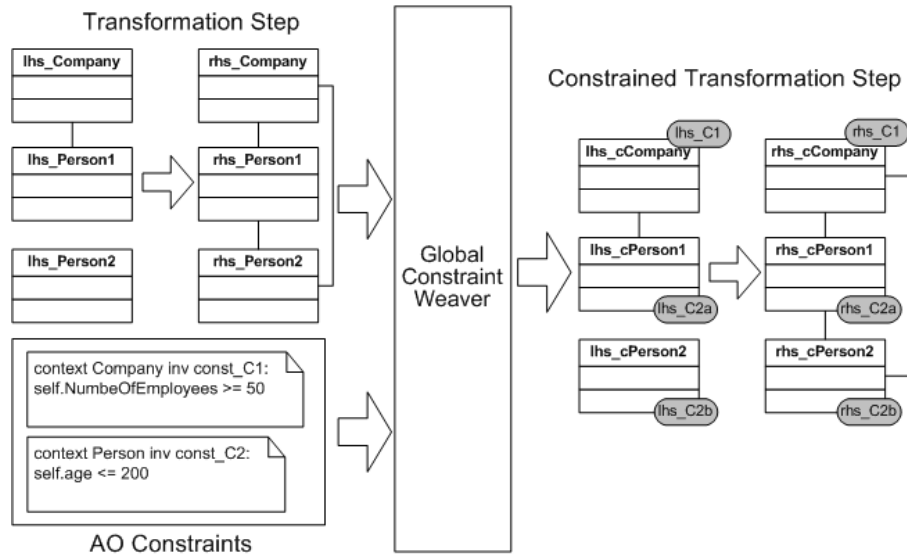 Transformation Step
lhs_Company
rhs_Company
lhs_Person1
rhs_Person1
lhs_Person2
rhs_Person2
context Company inv const_C1:
self.NumbeOfEmployees >= 50
context Person inv const_C2:
self.age <= 200
AO Constraints
Global
Constraint
Weaver
Constrained Transformation Step
lhs_C1
rhs_C1
lhs_cCompany
rhs_cCompany
lhs_cPerson1
rhs_cPerson1
lhs_C2a
rhs_C2a
lhs_cPerson2
rhs_cPerson2
lhs_C2b
rhs_C2b